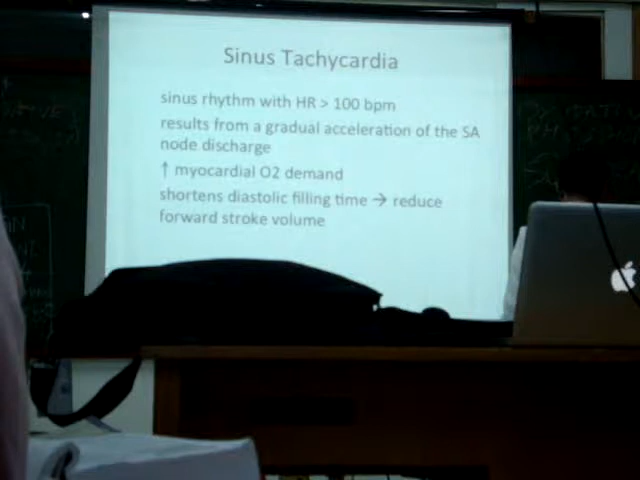 Sinus Tachycardia
sinus rhythm with HR > 100 bpm
results from a gradual acceleration of the SA
node discharge
↑ myocardial O2 demand
shortens diastolic filling time → reduce
forward stroke volume